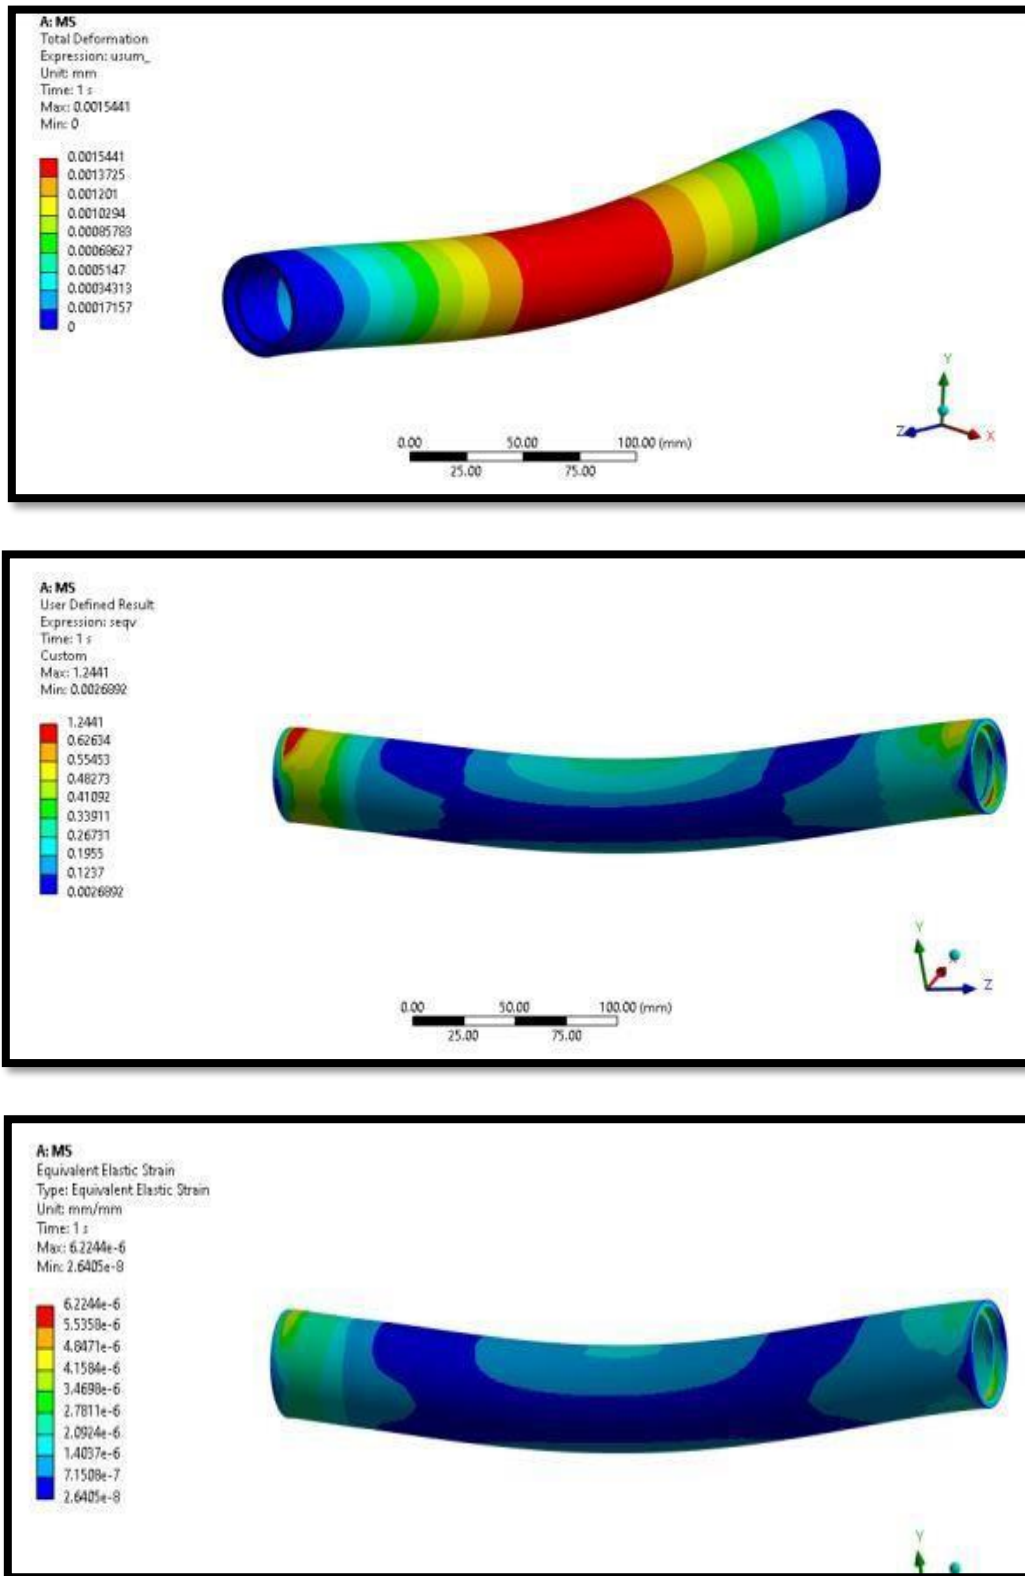 A: M5
Total Deformation
Expression: usum_
Unit: mm
Time: 1 s
Max: 0.0015441
Min: 0
0.0015441
0.0013725
0.001201
0.0010294
0.00085783
0.00068627
0.0005147
0.00034313
0.00017157
0
Y
Z X
0.00 50.00 100.00 (mm)
25.00 75.00
A: M5
User Defined Result
Expression: seqv
Time: 1 s
Custom
Max: 1.2441
Min: 0.0026892
1.2441
0.62634
0.55453
0.48273
0.41092
0.33911
0.26731
0.1955
0.1237
0.0026892
Y
Z
0.00 50.00 100.00 (mm)
25.00 75.00
A: M5
Equivalent Elastic Strain
Type: Equivalent Elastic Strain
Unit: mm/mm
Time: 1 s
Max: 6.2244e-6
Min: 2.6405e-8
6.2244e-6
5.5358e-6
4.8471e-6
4.1584e-6
3.4698e-6
2.7811e-6
2.0924e-6
1.4037e-6
7.1508e-7
2.6405e-8
Y